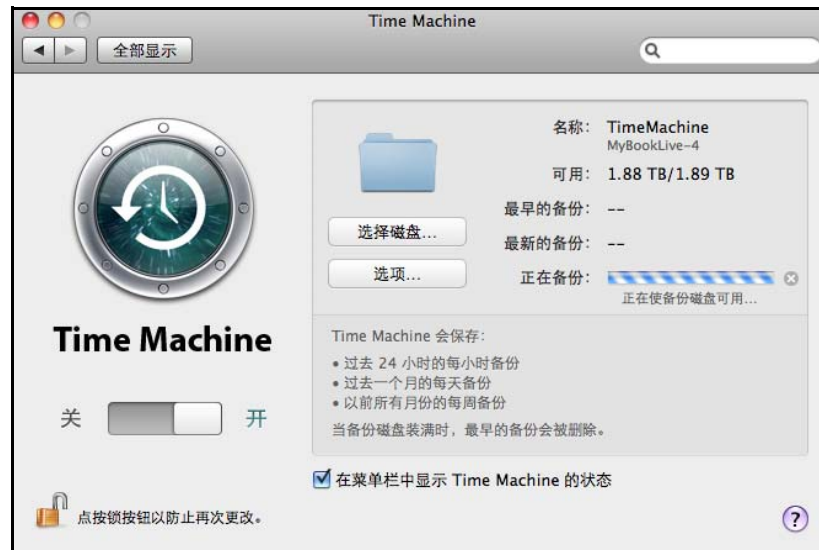 Time Machine
全部显示
名称： TimeMachine
MyBookLive-4
可用： 1.88 TB/1.89 TB
最早的备份： --
选择磁盘...
最新的备份： --
选项...
正在备份：
正在使备份磁盘可用...
Time Machine
关 开
Time Machine 会保存：
• 过去 24 小时的每小时备份
• 过去一个月的每天备份
• 以前所有月份的每周备份
当备份磁盘装满时，最早的备份会被删除。
在菜单栏中显示 Time Machine 的状态
点按锁按钮以防止再次更改。
?